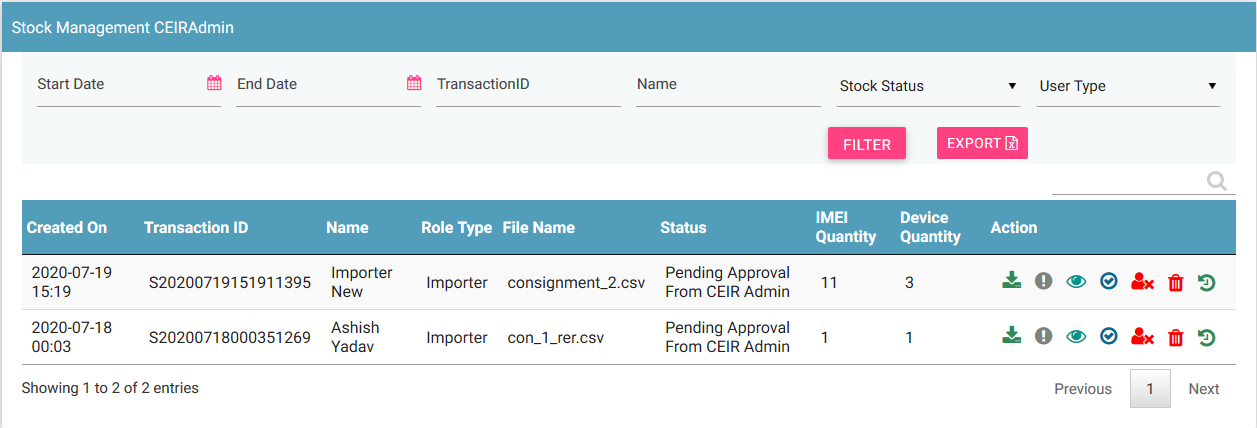 Stock Management CEIRAdmin
Start Date End Date TransactionID Name Stock Status User Type
FILTER EXPORT
Created On Transaction ID Name Role Type File Name Status IMEI Quantity Device Quantity Action
2020-07-19 15:19 S20200719151911395 Importer New Importer consignment_2.csv Pending Approval From CEIR Admin 11 3
2020-07-18 00:03 S20200718000351269 Ashish Yadav Importer con_1_rer.csv Pending Approval From CEIR Admin 1 1
Showing 1 to 2 of 2 entries Previous 1 Next